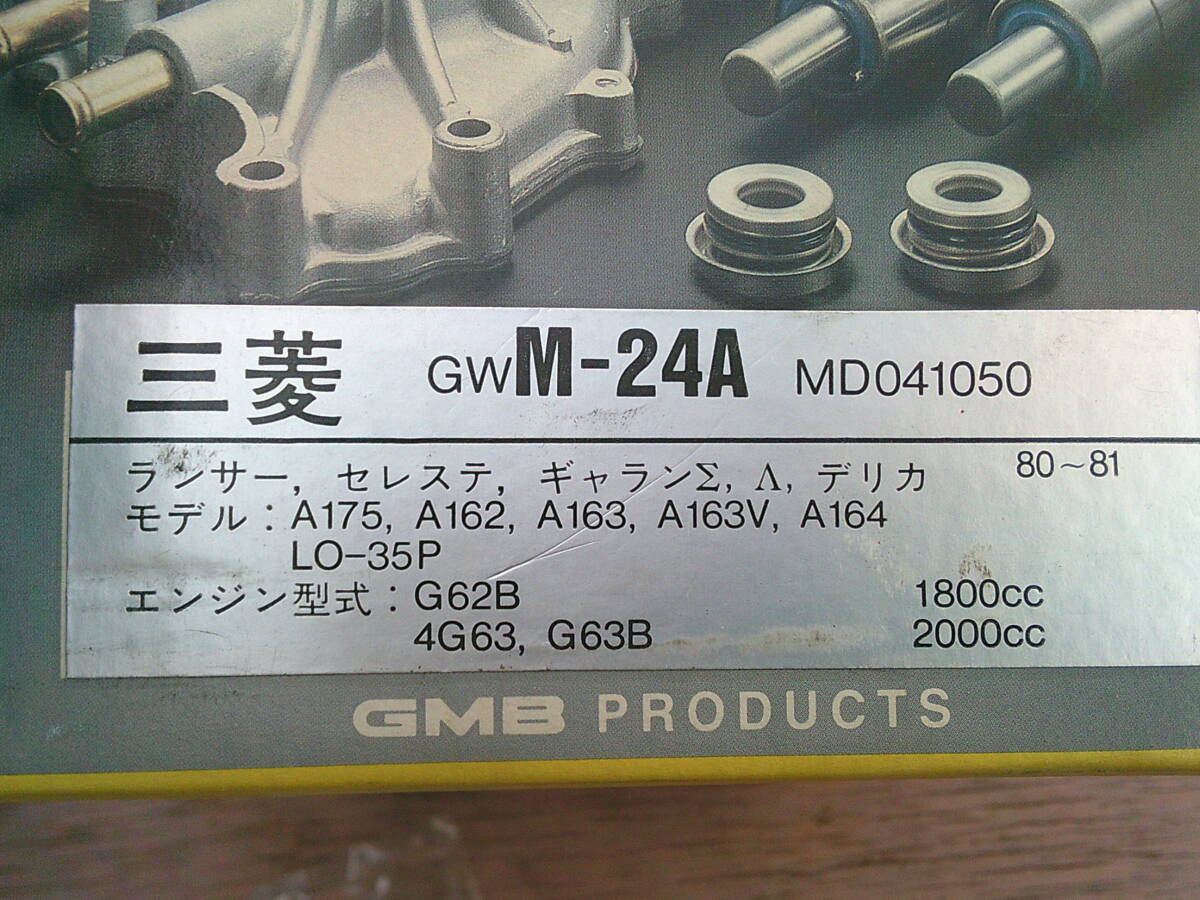 三菱 GWM-24A MD041050
ランサー, セレステ, ギャランΣ, Λ, デリカ 80~81
モデル : A175, A162, A163, A163V, A164
LO-35P
エンジン型式 : G62B 1800cc
4G63, G63B 2000cc
GMB PRODUCTS